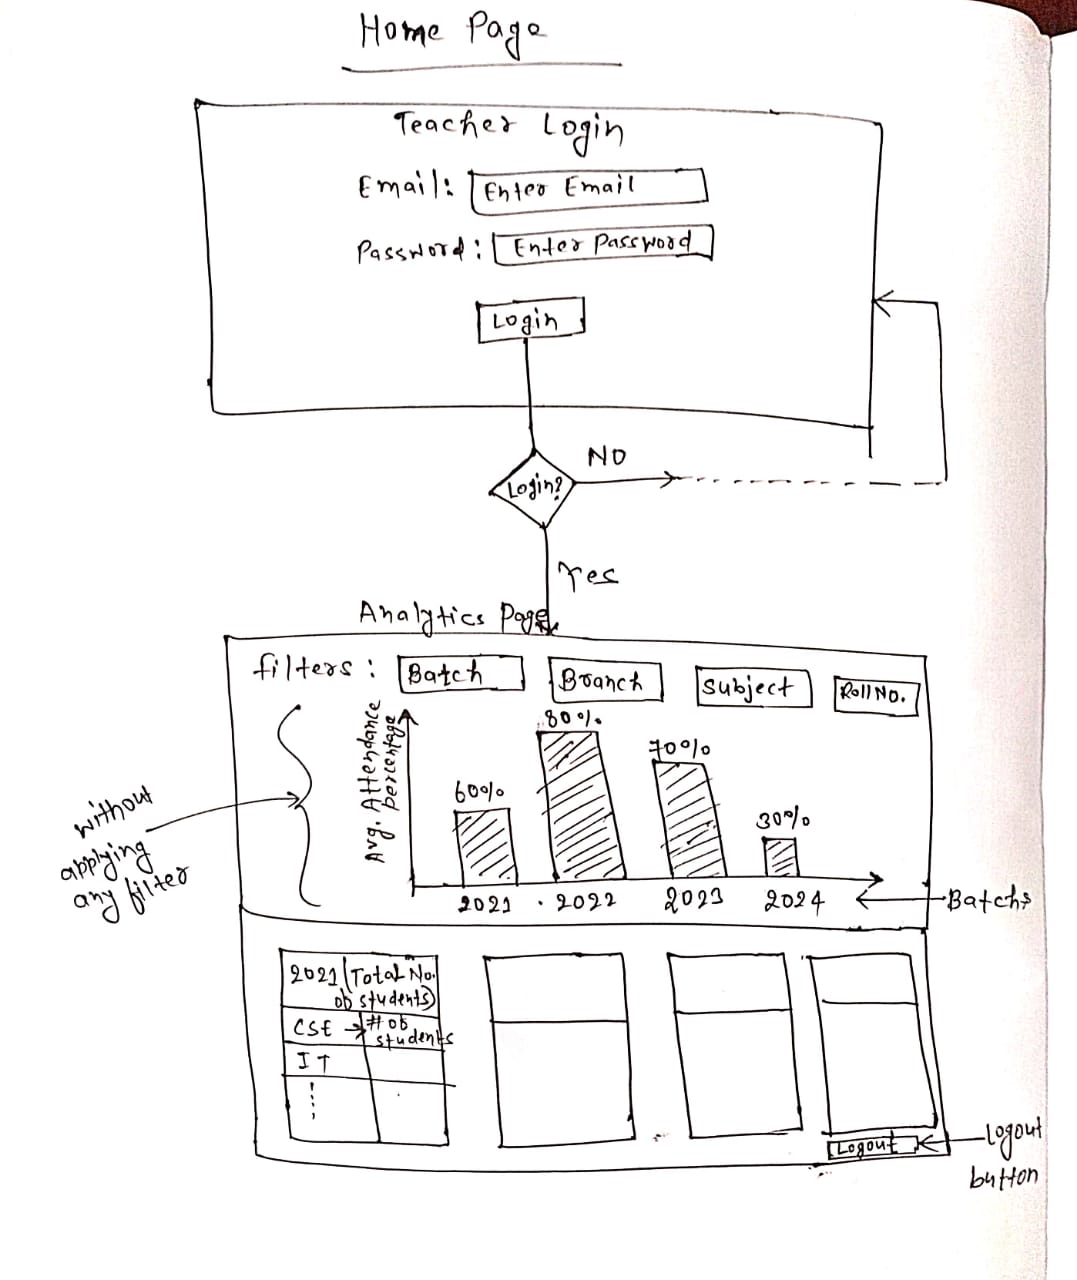 Home Page
Teacher Login
Email: Enter Email
Password: Enter Password
Login
NO
Login?
Yes
Analytics Page
filters: Batch Branch Subject Roll No.
Avg. Attendance
percentage
60%
80%
70%
30%
without
applying
any filter
2021 2022 2023 2024
Batchs
2021 (Total No.
of students)
CSE → # of
students
IT
Logout
Logout
button